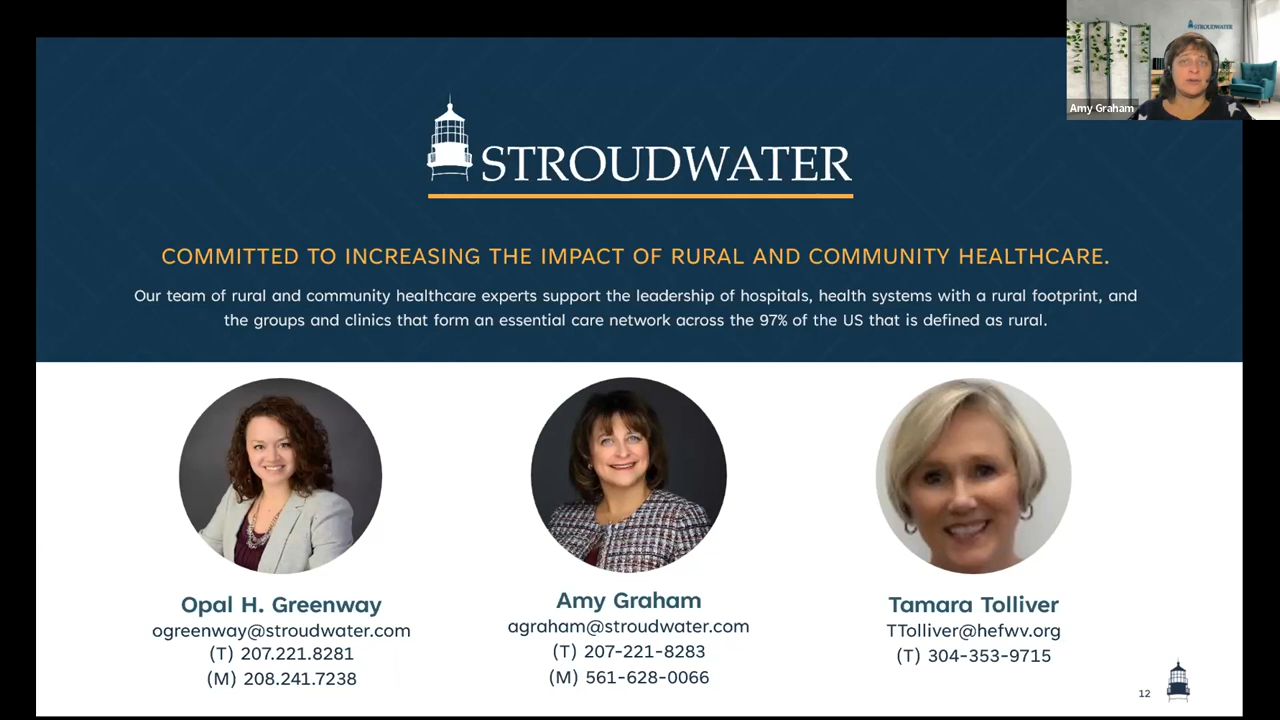 STROUDWATER
Amy Graham
STROUDWATER
COMMITTED TO INCREASING THE IMPACT OF RURAL AND COMMUNITY HEALTHCARE.
Our team of rural and community healthcare experts support the leadership of hospitals, health systems with a rural footprint, and
the groups and clinics that form an essential care network across the 97% of the US that is defined as rural.
Opal H. Greenway
ogreenway@stroudwater.com
(T) 207.221.8281
(M) 208.241.7238
Amy Graham
agraham@stroudwater.com
(T) 207-221-8283
(M) 561-628-0066
Tamara Tolliver
TTolliver@hefwv.org
(T) 304-353-9715
12